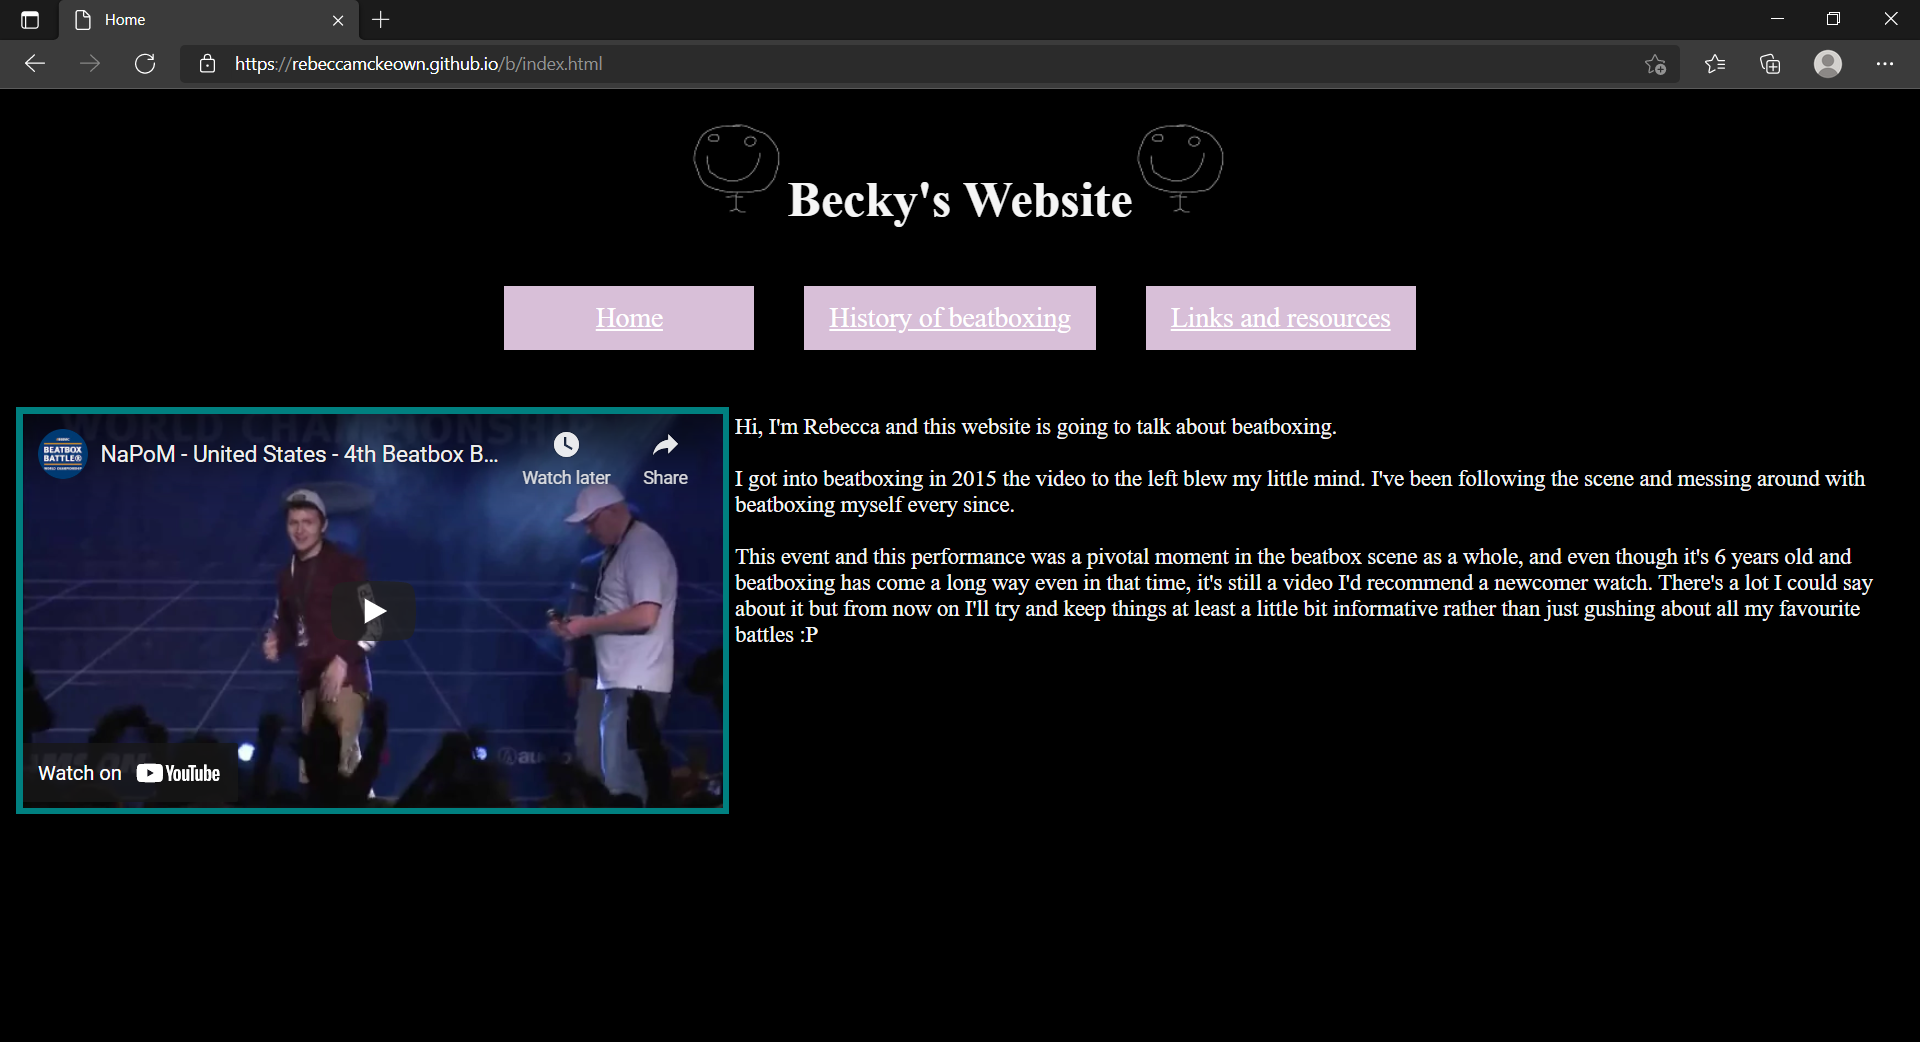 Home
https://rebeccamckeown.github.io/b/index.html
Becky's Website
Home
History of beatboxing
Links and resources
WORLD CHAMPIONSHIP
BEATBOX
BATTLE®
WORLD CHAMPIONSHIP
NaPoM - United States - 4th Beatbox B...
Watch later
Share
Watch on YouTube
Hi, I'm Rebecca and this website is going to talk about beatboxing.
I got into beatboxing in 2015 the video to the left blew my little mind. I've been following the scene and messing around with
beatboxing myself every since.
This event and this performance was a pivotal moment in the beatbox scene as a whole, and even though it's 6 years old and
beatboxing has come a long way even in that time, it's still a video I'd recommend a newcomer watch. There's a lot I could say
about it but from now on I'll try and keep things at least a little bit informative rather than just gushing about all my favourite
battles :P